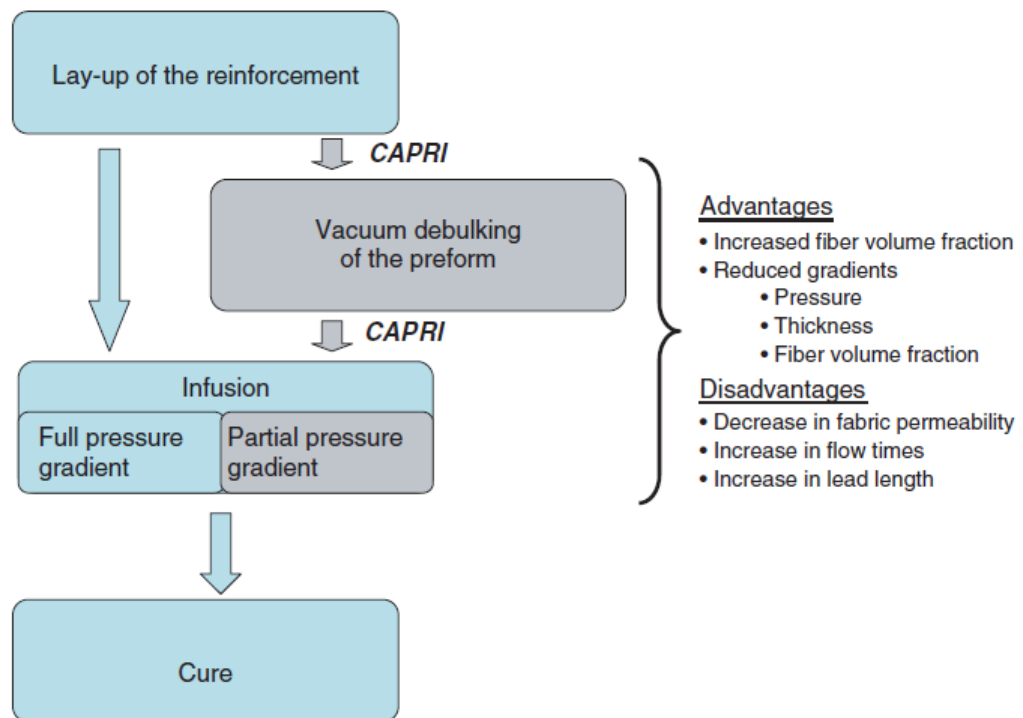 Lay-up of the reinforcement
CAPRI
Vacuum debulking
of the preform
CAPRI
Infusion
Full pressure
gradient
Partial pressure
gradient
Cure
Advantages
• Increased fiber volume fraction
• Reduced gradients
• Pressure
• Thickness
• Fiber volume fraction
Disadvantages
• Decrease in fabric permeability
• Increase in flow times
• Increase in lead length